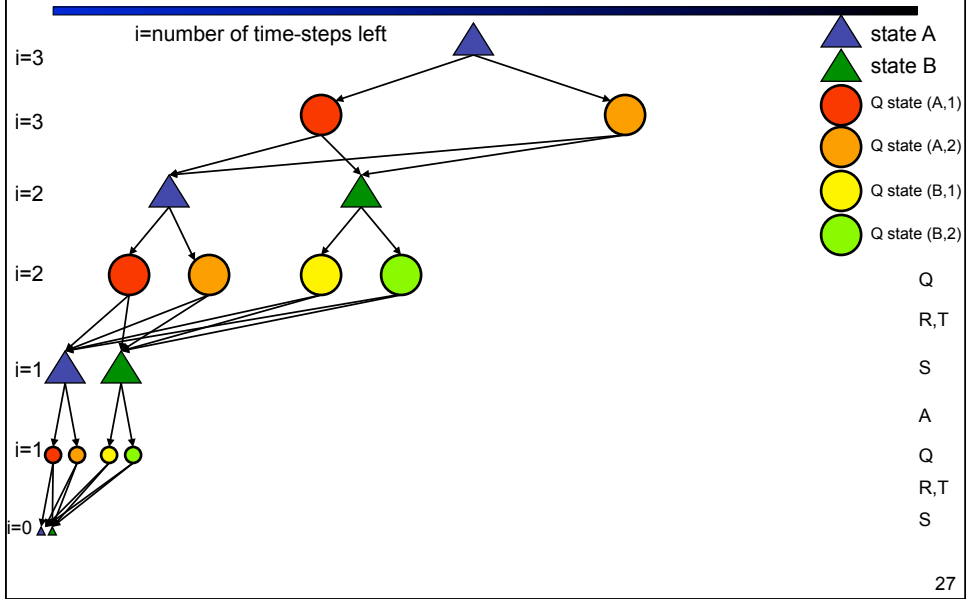 i=number of time-steps left
state A
i=3
state B
Q state (A,1)
i=3
Q state (A,2)
i=2
Q state (B,1)
Q state (B,2)
i=2
Q
R,T
i=1
S
A
i=1
Q
R,T
i=0
S
27